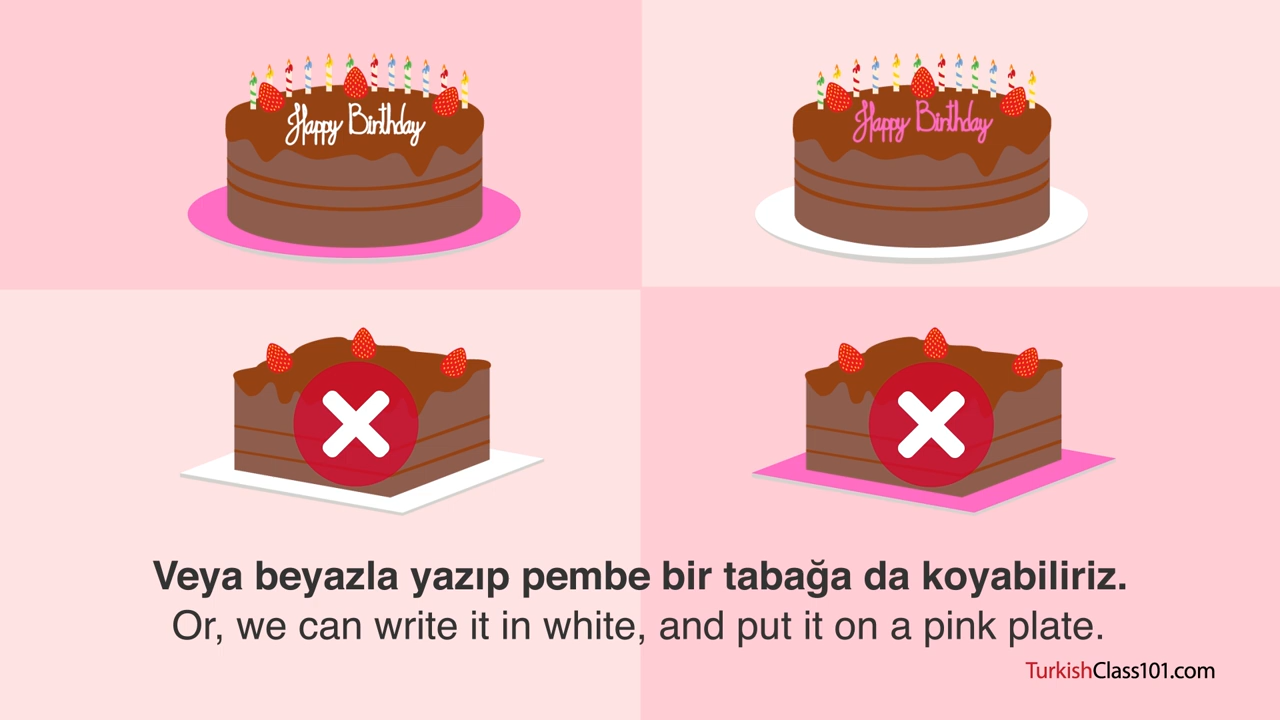 Happy Birthday
Happy Birthday
Veya beyazla yazıp pembe bir tabağa da koyabiliriz.
Or, we can write it in white, and put it on a pink plate.
TurkishClass101.com